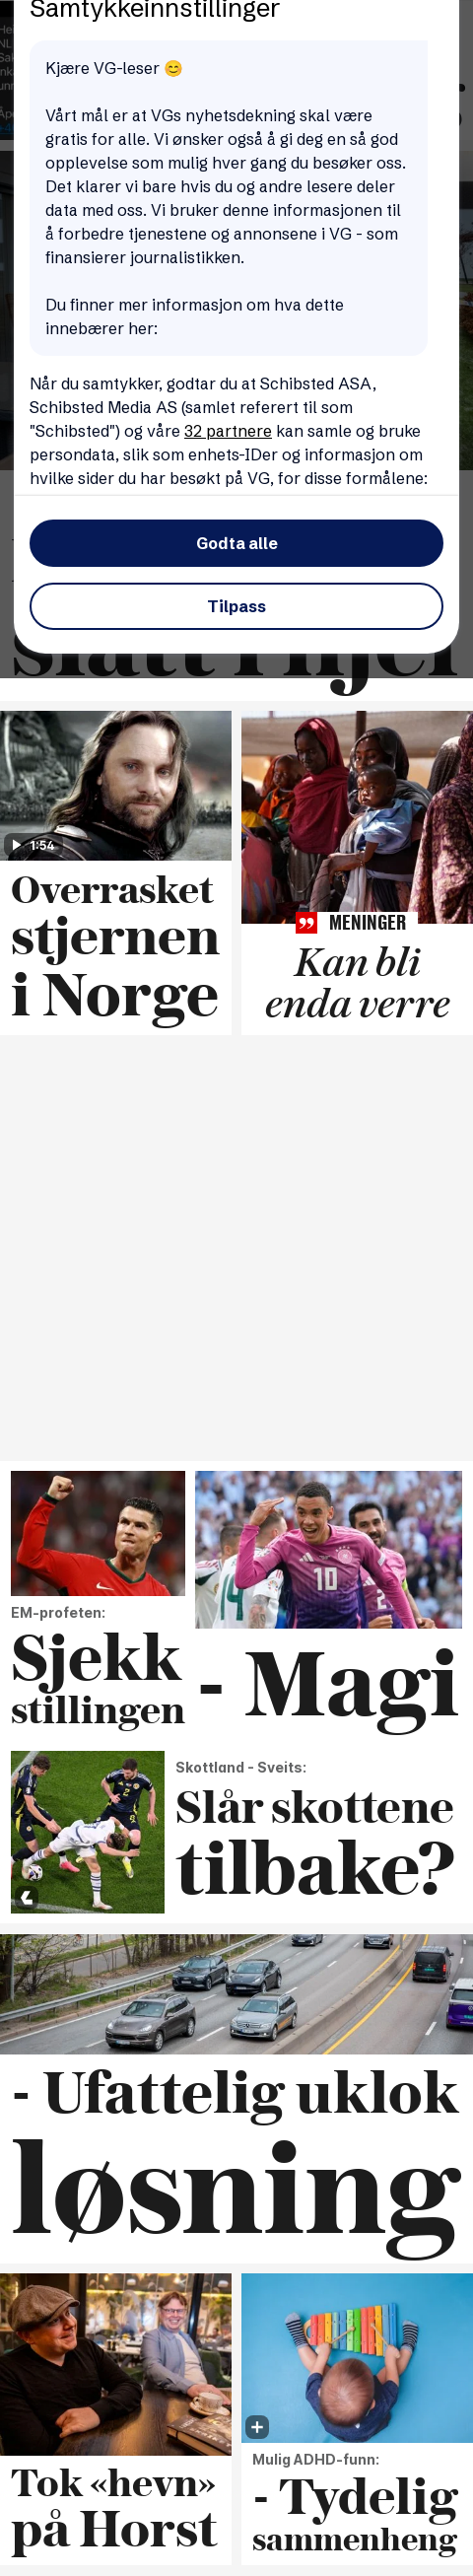 Samtykkeinnstillinger
Kjære VG-leser 😊
Vårt mål er at VGs nyhetsdekning skal være
gratis for alle. Vi ønsker også å gi deg en så god
opplevelse som mulig hver gang du besøker oss.
Det klarer vi bare hvis du og andre lesere deler
data med oss. Vi bruker denne informasjonen til
å forbedre tjenestene og annonsene i VG - som
finansierer journalistikken.
Du finner mer informasjon om hva dette
innebærer her:
Når du samtykker, godtar du at Schibsted ASA,
Schibsted Media AS (samlet referert til som
"Schibsted") og våre 32 partnere kan samle og bruke
persondata, slik som enhets-IDer og informasjon om
hvilke sider du har besøkt på VG, for disse formålene:
Godta alle
Tilpass
1:54
Overrasket
stjernen
i Norge
MENINGER
Kan bli
enda verre
EM-profeten:
Sjekk
stillingen
- Magi
Skottland - Sveits:
Slår skottene
tilbake?
- Ufattelig uklok
løsning
Tok «hevn»
på Horst
Mulig ADHD-funn:
- Tydelig
sammenheng